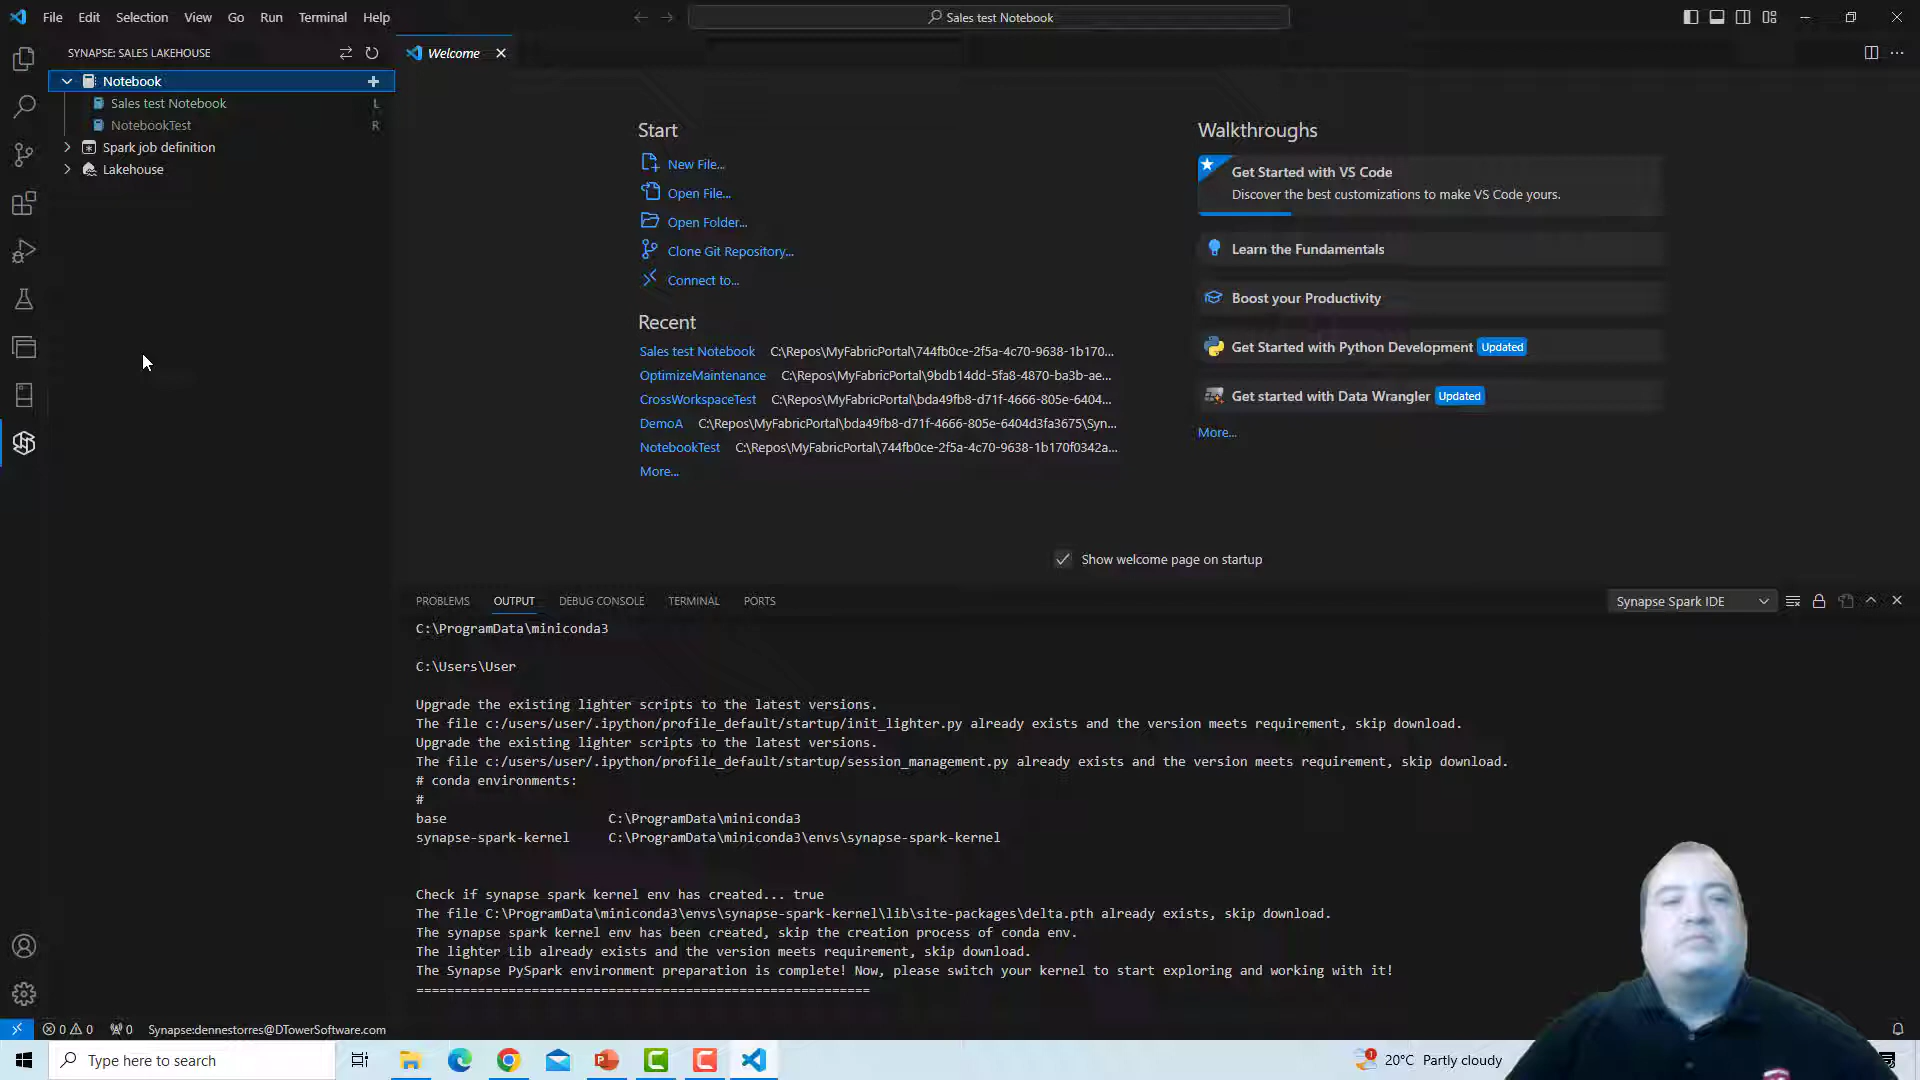 File Edit Selection View Go Run Terminal Help
Sales test Notebook
SYNAPSE: SALES LAKEHOUSE
Welcome
Notebook
Sales test Notebook L
NotebookTest R
Spark job definition
Lakehouse
Start
New File...
Open File...
Open Folder...
Clone Git Repository...
Connect to...
Recent
Sales test Notebook C:\Repos\MyFabricPortal\744fb0ce-2f5a-4c70-9638-1b170...
OptimizeMaintenance C:\Repos\MyFabricPortal\9bdb14dd-5fa8-4870-ba3b-ae...
CrossWorkspaceTest C:\Repos\MyFabricPortal\bda49fb8-d71f-4666-805e-6404...
DemoA C:\Repos\MyFabricPortal\bda49fb8-d71f-4666-805e-6404d3fa3675\Syn...
NotebookTest C:\Repos\MyFabricPortal\744fb0ce-2f5a-4c70-9638-1b170f0342a...
More...
Walkthroughs
Get Started with VS Code
Discover the best customizations to make VS Code yours.
Learn the Fundamentals
Boost your Productivity
Get Started with Python Development Updated
Get started with Data Wrangler Updated
More...
Show welcome page on startup
PROBLEMS OUTPUT DEBUG CONSOLE TERMINAL PORTS
Synapse Spark IDE
C:\ProgramData\miniconda3
C:\Users\User
Upgrade the existing lighter scripts to the latest versions.
The file c:/users/user/.ipython/profile_default/startup/init_lighter.py already exists and the version meets requirement, skip download.
Upgrade the existing lighter scripts to the latest versions.
The file c:/users/user/.ipython/profile_default/startup/session_management.py already exists and the version meets requirement, skip download.
# conda environments:
#
base C:\ProgramData\miniconda3
synapse-spark-kernel C:\ProgramData\miniconda3\envs\synapse-spark-kernel
Check if synapse spark kernel env has created... true
The file C:\ProgramData\miniconda3\envs\synapse-spark-kernel\lib\site-packages\delta.pth already exists, skip download.
The synapse spark kernel env has been created, skip the creation process of conda env.
The lighter Lib already exists and the version meets requirement, skip download.
The Synapse PySpark environment preparation is complete! Now, please switch your kernel to start exploring and working with it!
===========================================================
0 0 0 Synapse:dennestorres@DTowerSoftware.com
Type here to search
1 20°C Partly cloudy